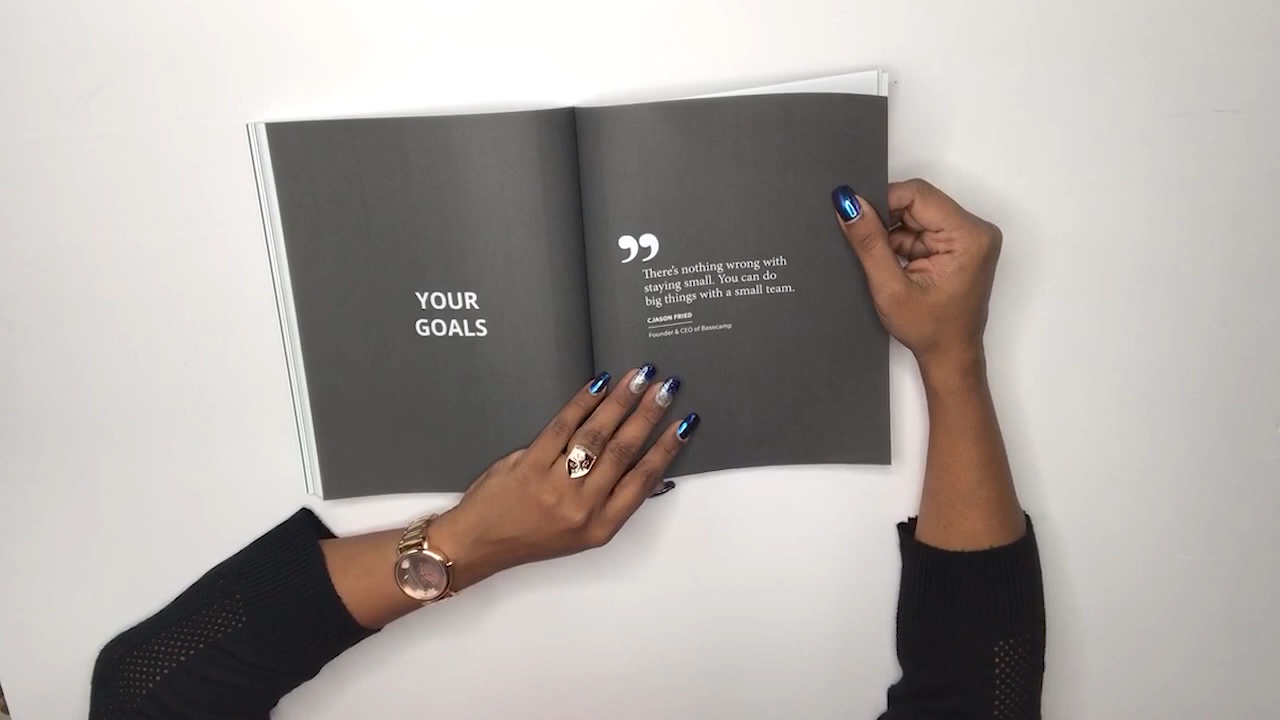 YOUR
GOALS
”
There's nothing wrong with
staying small. You can do
big things with a small team.
CJASON FRIED
Founder & CEO of Besecamp